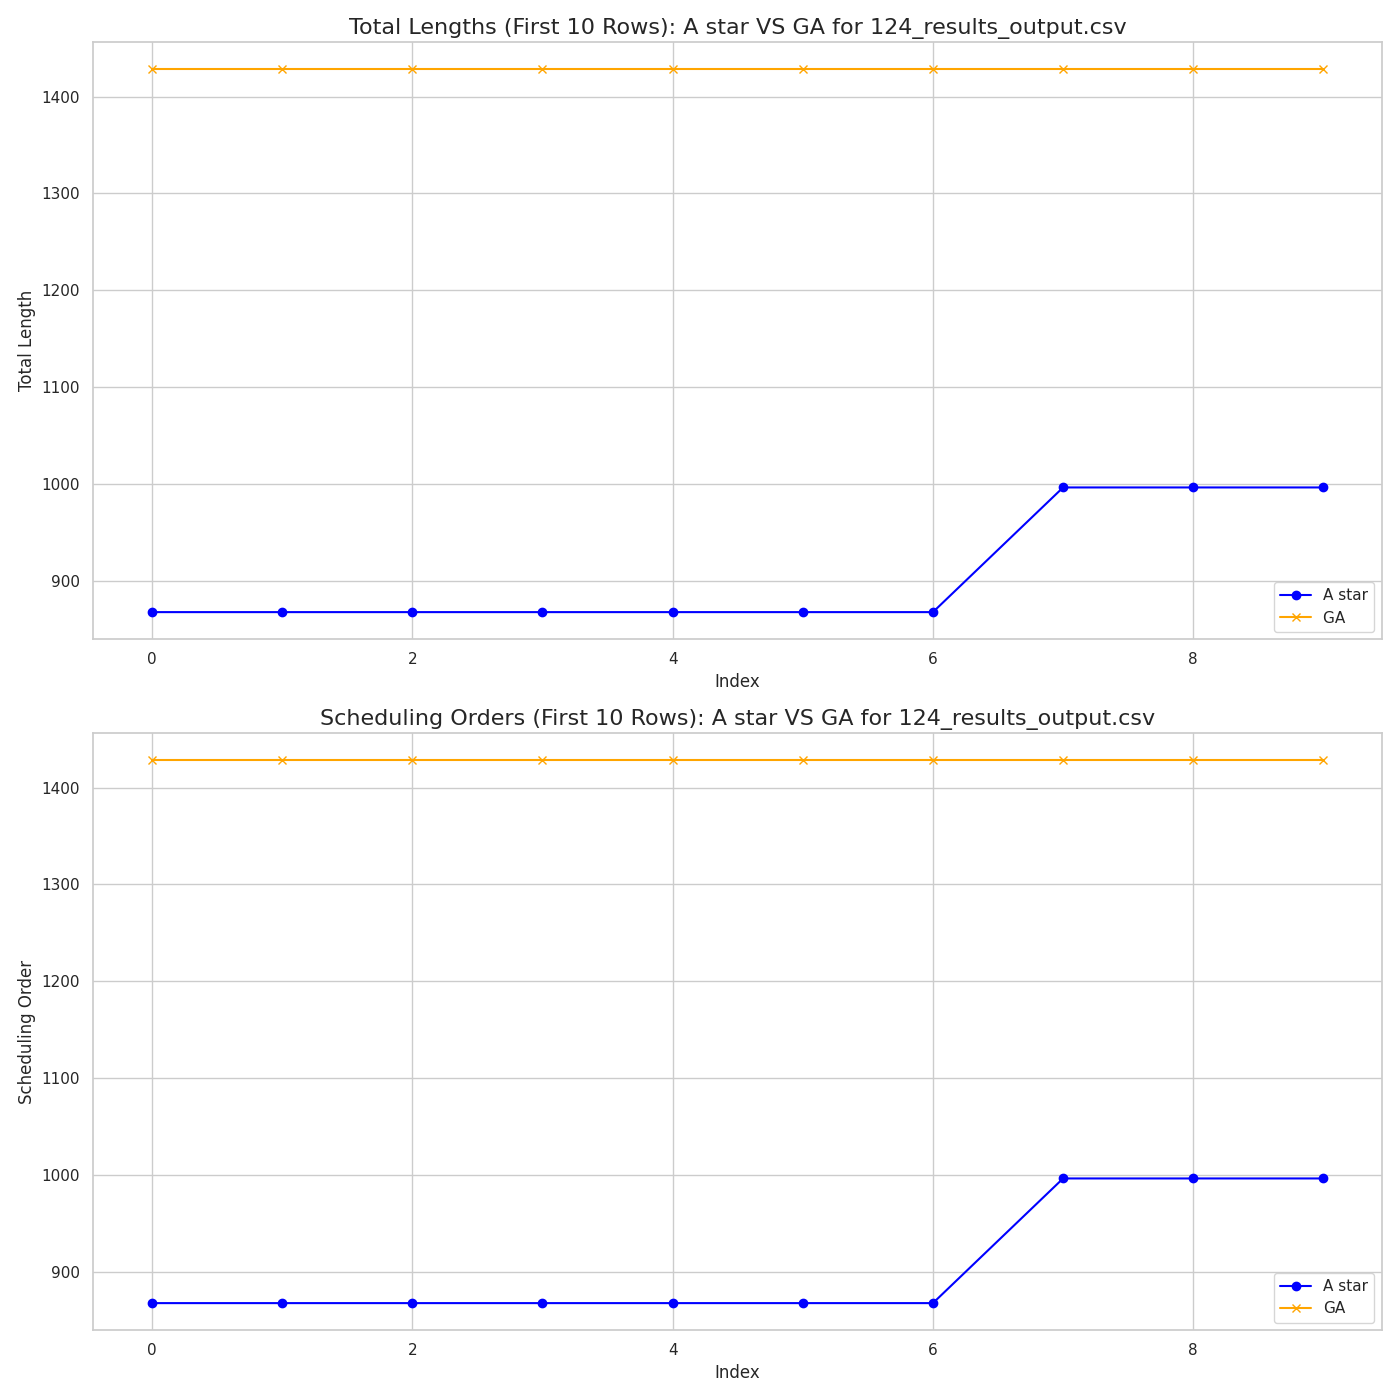 Total Lengths (First 10 Rows): A star VS GA for 124_results_output.csv
1400
1300
1200
1100
1000
900
Total Length
0 2 4 6 8
Index
A star
GA
Scheduling Orders (First 10 Rows): A star VS GA for 124_results_output.csv
1400
1300
1200
1100
1000
900
Scheduling Order
0 2 4 6 8
Index
A star
GA